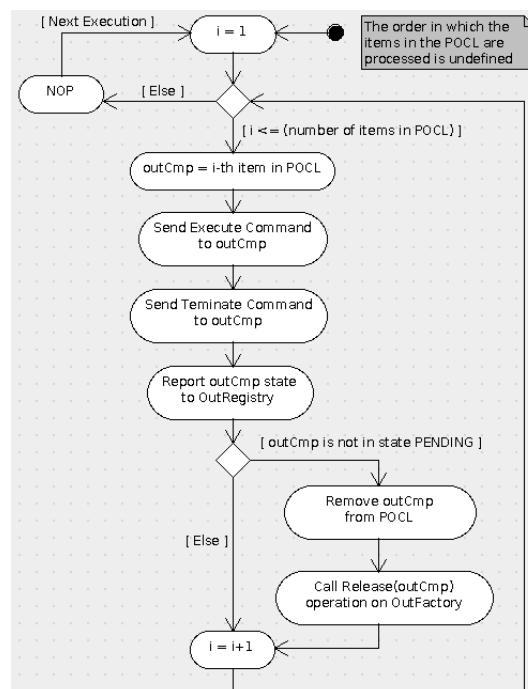 [ Next Execution ]
i = 1
The order in which the
items in the POCL are
processed is undefined
NOP
[ Else ]
[ i <= (number of items in POCL) ]
outCmp = i-th item in POCL
Send Execute Command
to outCmp
Send Teminate Command
to outCmp
Report outCmp state
to OutRegistry
[ outCmp is not in state PENDING ]
Remove outCmp
from POCL
[ Else ]
Call Release(outCmp)
operation on OutFactory
i = i+1